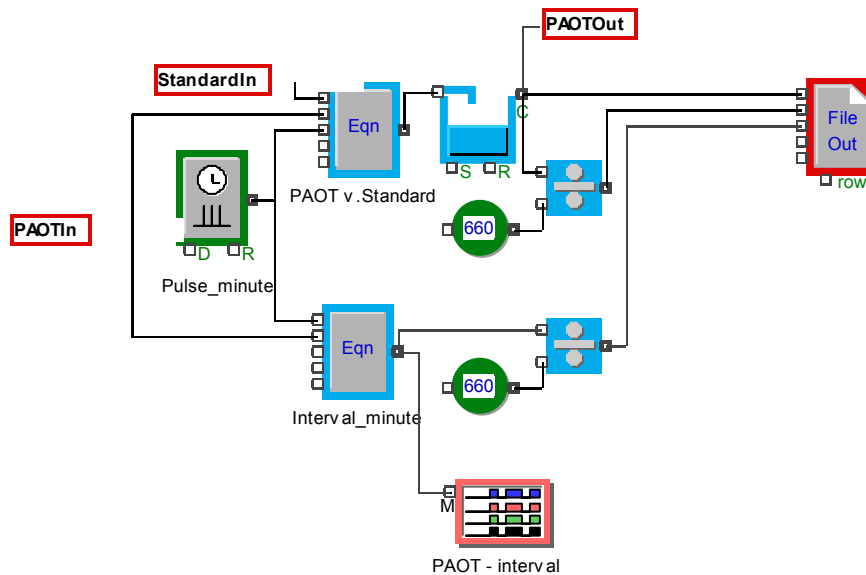 PAOTOut
StandardIn
Eqn
C
File
Out
S
R
row
PAOT v.Standard
660
PAOTIn
D
R
Pulse_minute
Eqn
660
Interval_minute
M
PAOT - interval